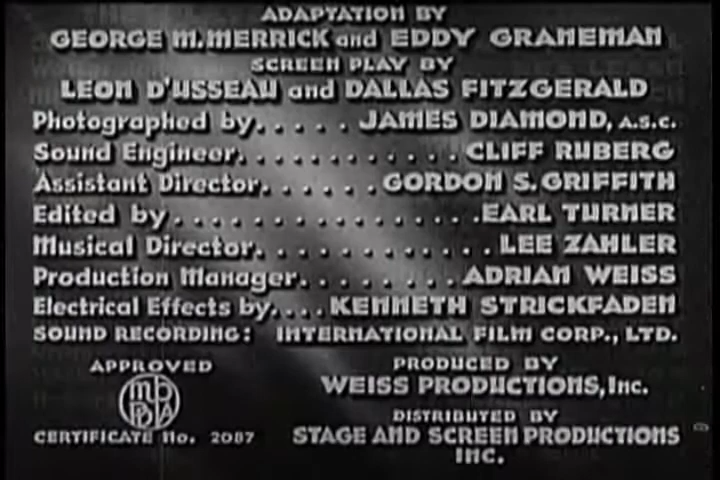 ADAPTATION BY
GEORGE M. MERRICK and EDDY GRANEMAN
SCREEN PLAY BY
LEON D'USSEAU and DALLAS FITZGERALD
Photographed by. . . . . JAMES DIAMOND, A.S.C.
Sound Engineer. . . . . . . . . . . . CLIFF RUBERG
Assistant Director. . . . . . GORDON S. GRIFFITH
Edited by . . . . . . . . . . . . . . . . . EARL TURNER
Musical Director. . . . . . . . . . . . LEE ZAHLER
Production Manager. . . . . . . . ADRIAN WEISS
Electrical Effects by. . . . KENNETH STRICKFADEN
SOUND RECORDING: INTERNATIONAL FILM CORP., LTD.
APPROVED
MPPDA
CERTIFICATE No. 2087
PRODUCED BY
WEISS PRODUCTIONS, Inc.
DISTRIBUTED BY
STAGE AND SCREEN PRODUCTIONS
INC.